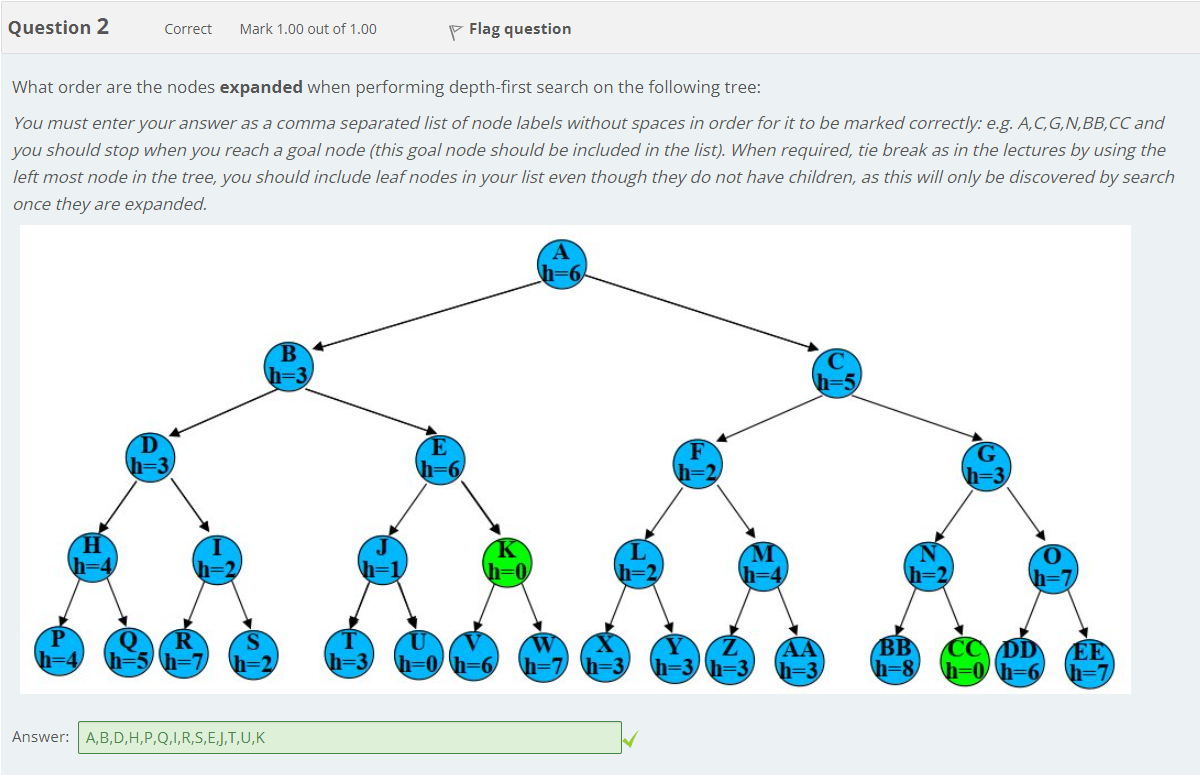 Question 2 Correct Mark 1.00 out of 1.00 Flag question
What order are the nodes expanded when performing depth-first search on the following tree:
You must enter your answer as a comma separated list of node labels without spaces in order for it to be marked correctly: e.g. A,C,G,N,BB,CC and
you should stop when you reach a goal node (this goal node should be included in the list). When required, tie break as in the lectures by using the
left most node in the tree, you should include leaf nodes in your list even though they do not have children, as this will only be discovered by search
once they are expanded.
A
h=6
B
h=3
C
h=5
D
h=3
E
h=6
F
h=2
G
h=3
H
h=4
I
h=2
J
h=1
K
h=0
L
h=2
M
h=4
N
h=2
O
h=7
P
h=4
Q
h=5
R
h=7
S
h=2
T
h=3
U
h=0
V
h=6
W
h=7
X
h=3
Y
h=3
Z
h=3
AA
h=3
BB
h=8
CC
h=0
DD
h=6
EE
h=7
Answer: A,B,D,H,P,Q,I,R,S,E,J,T,U,K